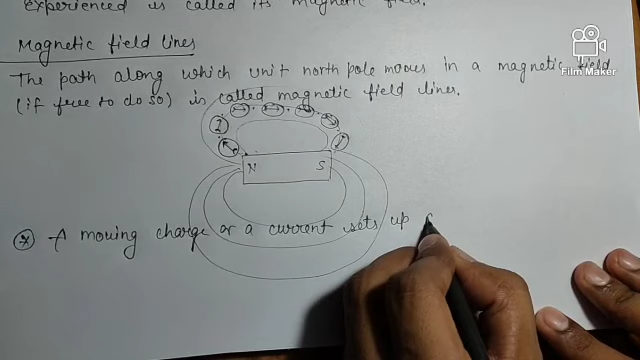 Experienced is called its magnetic field.
Magnetic field lines
The path along which unit north pole moves in a magnetic field
(if free to do so) is called magnetic field lines.
N S
* A moving charge or a current sets up
Film Maker